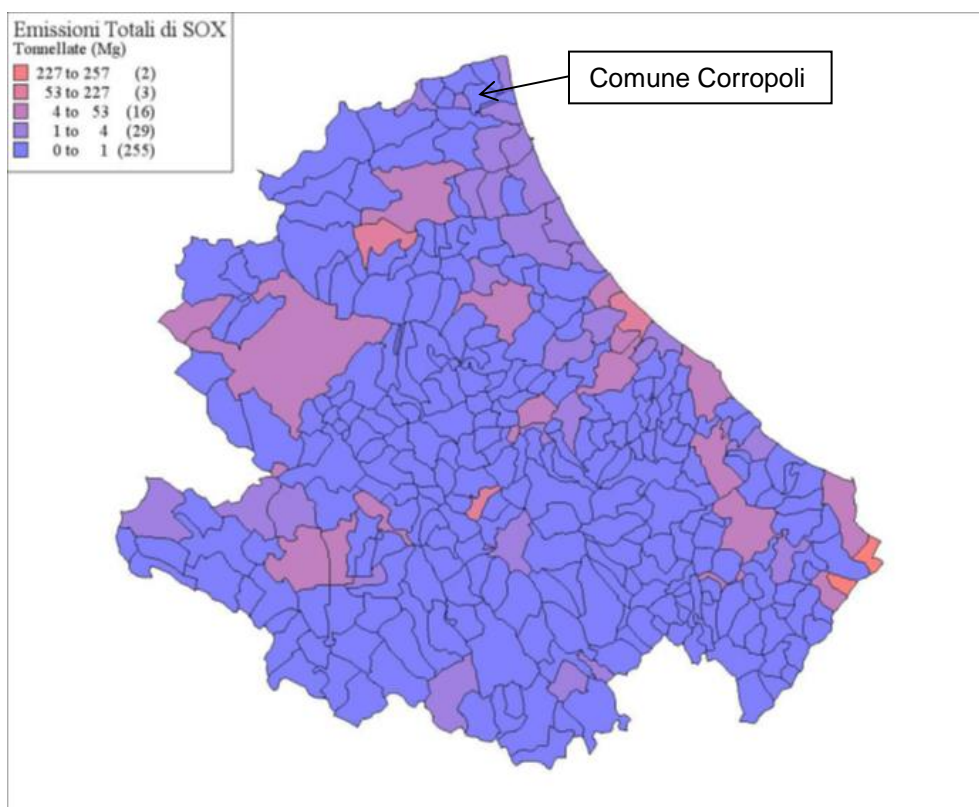 Emissioni Totali di SOX
Tonnellate (Mg)
227 to 257 (2)
53 to 227 (3)
4 to 53 (16)
1 to 4 (29)
0 to 1 (255)
Comune Corropoli